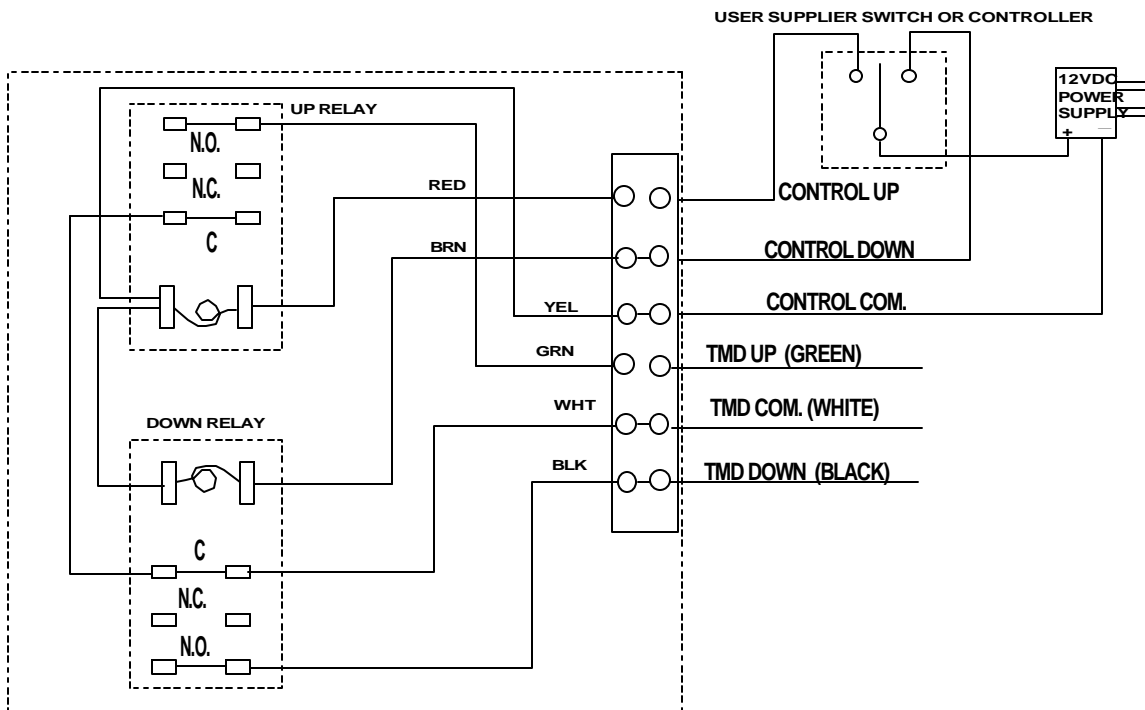 USER SUPPLIER SWITCH OR CONTROLLER
12VDC
POWER
SUPPLY
+ —
UP RELAY
N.O.
N.C.
C
RED
CONTROL UP
BRN
CONTROL DOWN
YEL
CONTROL COM.
GRN
TMD UP (GREEN)
WHT
TMD COM. (WHITE)
DOWN RELAY
BLK
TMD DOWN (BLACK)
C
N.C.
N.O.